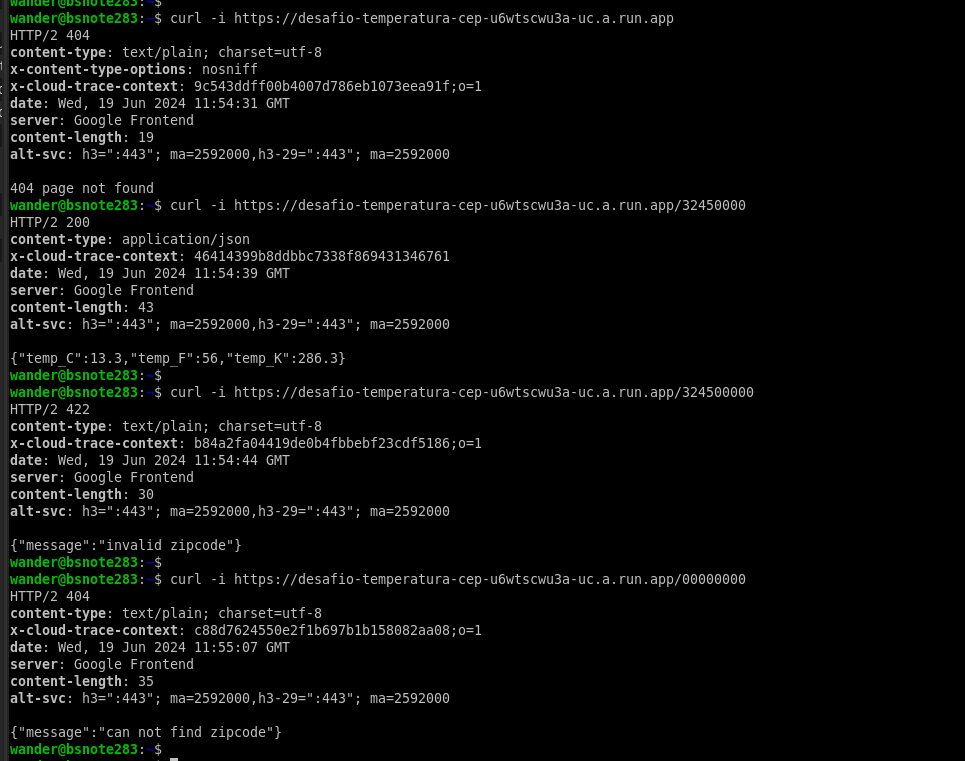 wander@bsnote283:~$
wander@bsnote283:~$ curl -i https://desafio-temperatura-cep-u6wtscwu3a-uc.a.run.app
HTTP/2 404
content-type: text/plain; charset=utf-8
x-content-type-options: nosniff
x-cloud-trace-context: 9c543ddff00b4007d786eb1073eea91f;o=1
date: Wed, 19 Jun 2024 11:54:31 GMT
server: Google Frontend
content-length: 19
alt-svc: h3=":443"; ma=2592000,h3-29=":443"; ma=2592000

404 page not found
wander@bsnote283:~$ curl -i https://desafio-temperatura-cep-u6wtscwu3a-uc.a.run.app/32450000
HTTP/2 200
content-type: application/json
x-cloud-trace-context: 46414399b8ddbbc7338f869431346761
date: Wed, 19 Jun 2024 11:54:39 GMT
server: Google Frontend
content-length: 43
alt-svc: h3=":443"; ma=2592000,h3-29=":443"; ma=2592000

{"temp_C":13.3,"temp_F":56,"temp_K":286.3}
wander@bsnote283:~$
wander@bsnote283:~$ curl -i https://desafio-temperatura-cep-u6wtscwu3a-uc.a.run.app/324500000
HTTP/2 422
content-type: text/plain; charset=utf-8
x-cloud-trace-context: b84a2fa04419de0b4fbbebf23cdf5186;o=1
date: Wed, 19 Jun 2024 11:54:44 GMT
server: Google Frontend
content-length: 30
alt-svc: h3=":443"; ma=2592000,h3-29=":443"; ma=2592000

{"message":"invalid zipcode"}
wander@bsnote283:~$
wander@bsnote283:~$ curl -i https://desafio-temperatura-cep-u6wtscwu3a-uc.a.run.app/00000000
HTTP/2 404
content-type: text/plain; charset=utf-8
x-cloud-trace-context: c88d7624550e2f1b697b1b158082aa08;o=1
date: Wed, 19 Jun 2024 11:55:07 GMT
server: Google Frontend
content-length: 35
alt-svc: h3=":443"; ma=2592000,h3-29=":443"; ma=2592000

{"message":"can not find zipcode"}
wander@bsnote283:~$